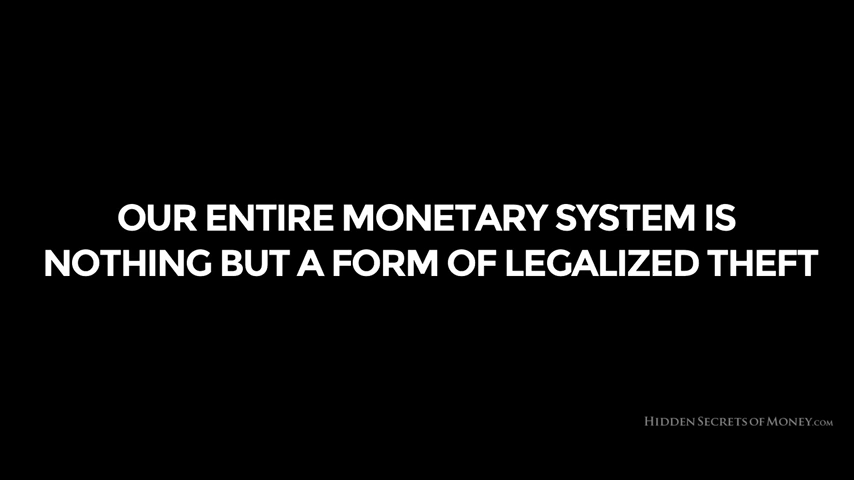 OUR ENTIRE MONETARY SYSTEM IS
NOTHING BUT A FORM OF LEGALIZED THEFT
HIDDEN SECRETS OF MONEY.COM